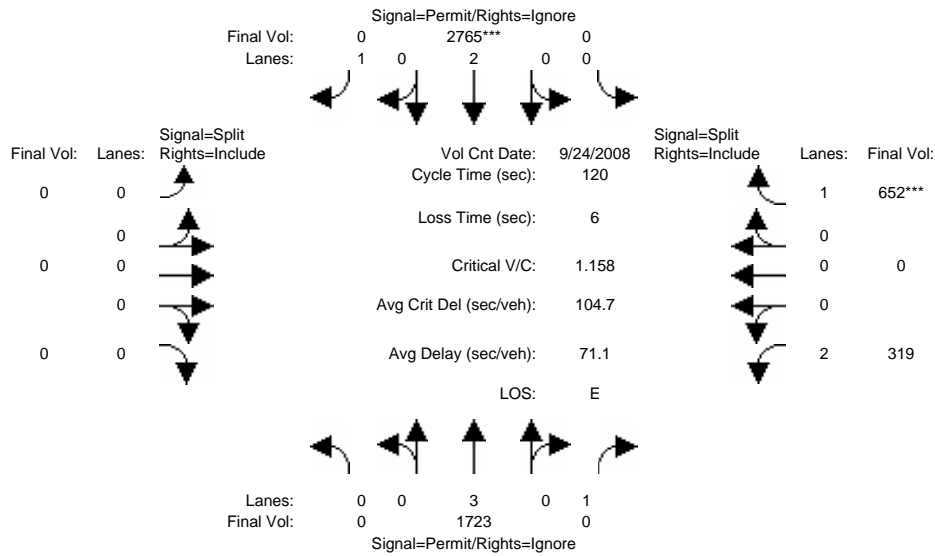 Signal=Permit/Rights=Ignore
Final Vol: 0 2765*** 0
Lanes: 1 0 2 0 0
Signal=Split Signal=Split
Final Vol: Lanes: Rights=Include Vol Cnt Date: 9/24/2008 Rights=Include Lanes: Final Vol:
Cycle Time (sec): 120
0 0 1 652***
Loss Time (sec): 6
0 0
0 0 Critical V/C: 1.158 0 0
0 Avg Crit Del (sec/veh): 104.7 0
0 0 Avg Delay (sec/veh): 71.1 2 319
LOS: E
Lanes: 0 0 3 0 1
Final Vol: 0 1723 0
Signal=Permit/Rights=Ignore